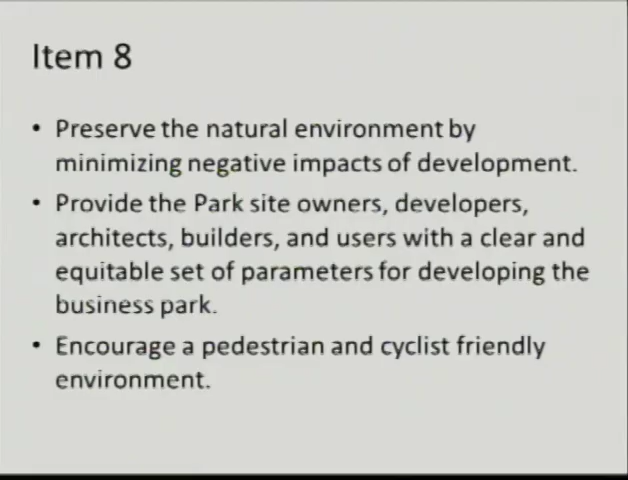 Item 8
• Preserve the natural environment by
minimizing negative impacts of development.
• Provide the Park site owners, developers,
architects, builders, and users with a clear and
equitable set of parameters for developing the
business park.
• Encourage a pedestrian and cyclist friendly
environment.